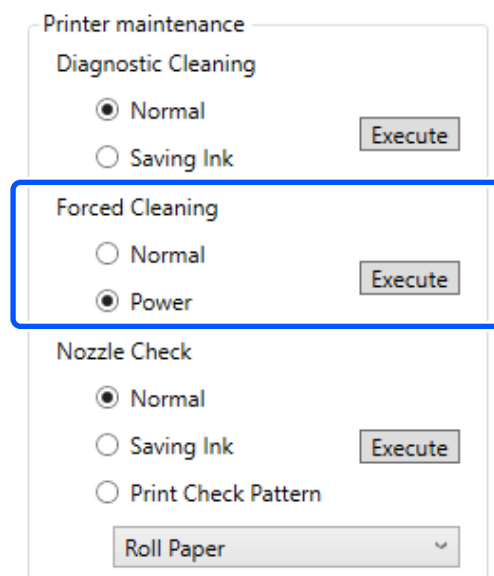 Printer maintenance
Diagnostic Cleaning
Normal
Execute
Saving Ink
Forced Cleaning
Normal
Execute
Power
Nozzle Check
Normal
Saving Ink
Execute
Print Check Pattern
Roll Paper